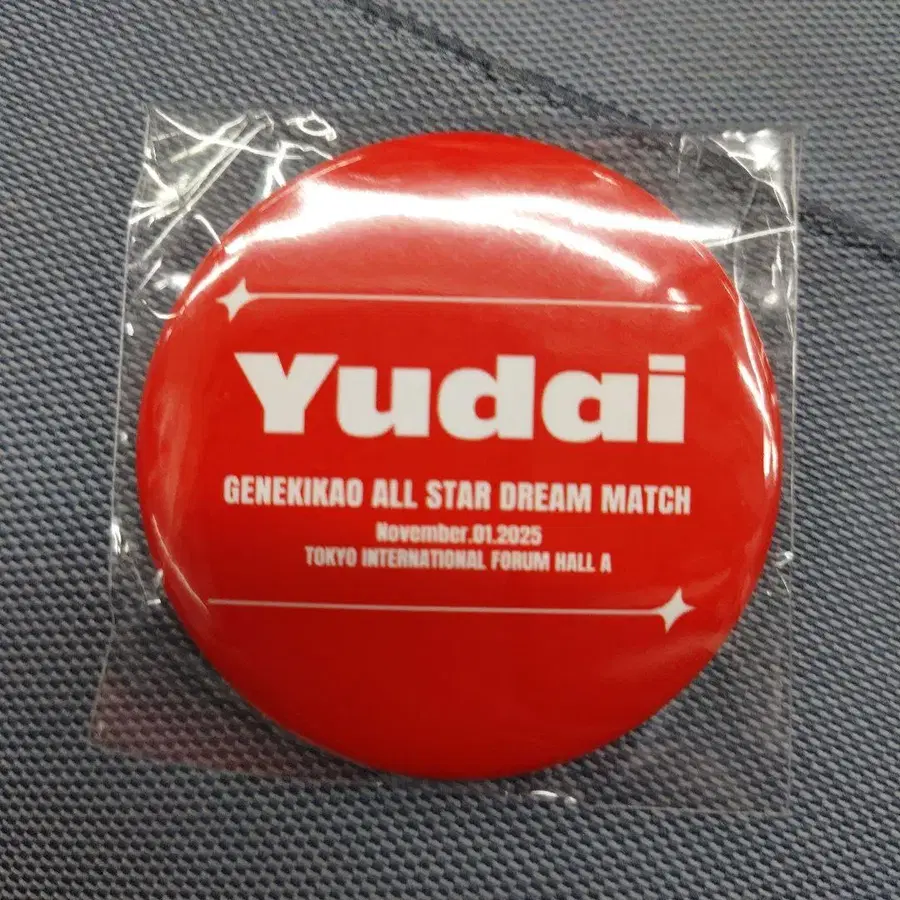 Yudai
GENEKIKAO ALL STAR DREAM MATCH
November.01.2025
TOKYO INTERNATIONAL FORUM HALL A